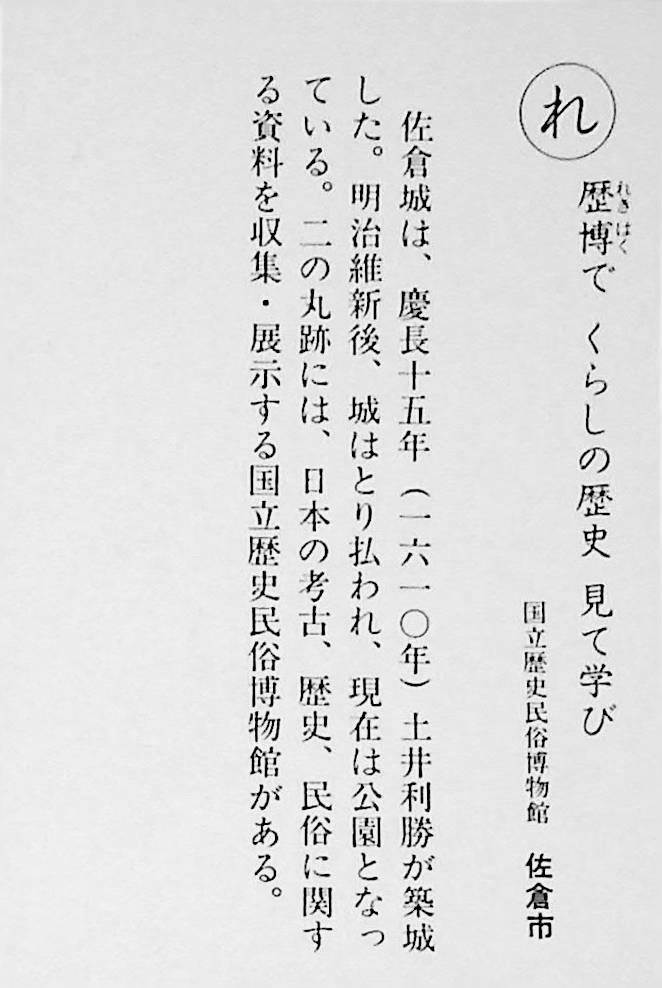 れ
歴博で くらしの歴史 見て学び
れきはく
国立歴史民俗博物館 佐倉市
佐倉城は、慶長十五年（一六一〇年）土井利勝が築城
した。明治維新後、城はとり払われ、現在は公園となっ
ている。二の丸跡には、日本の考古、歴史、民俗に関す
る資料を収集・展示する国立歴史民俗博物館がある。